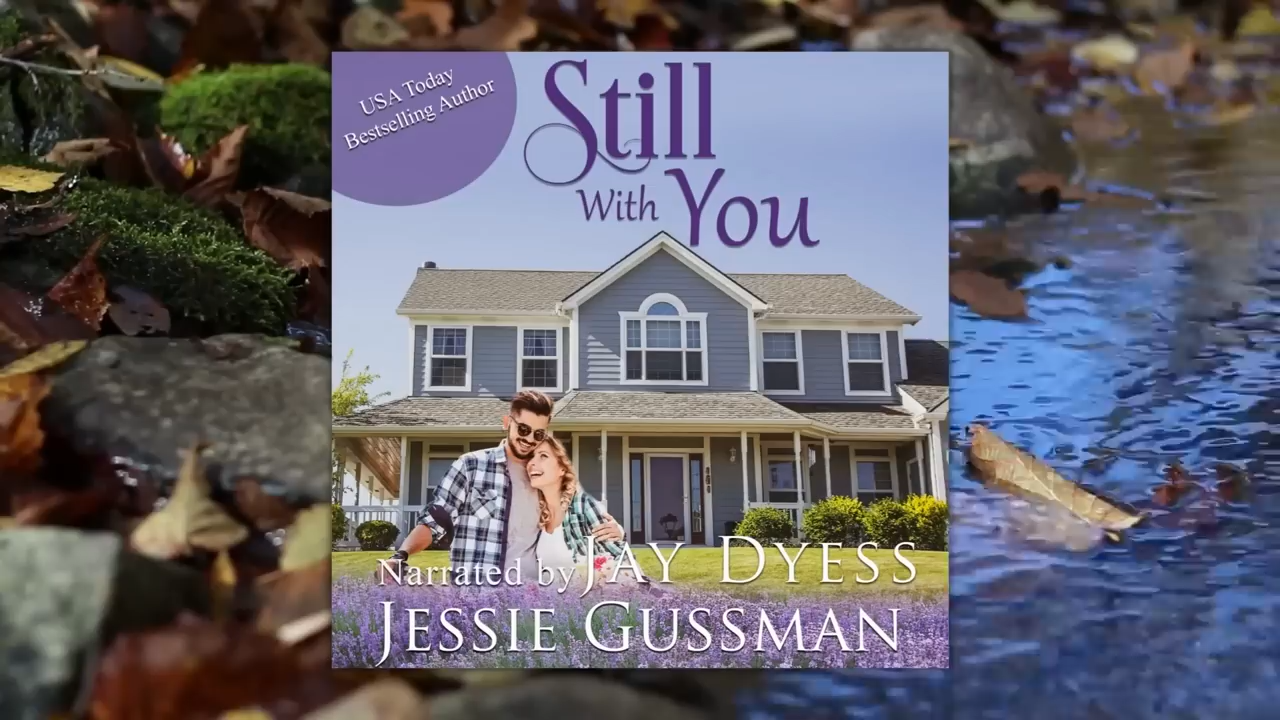 USA Today
Bestselling Author
Still
With You
Narrated by JAY DYESS
JESSIE GUSSMAN